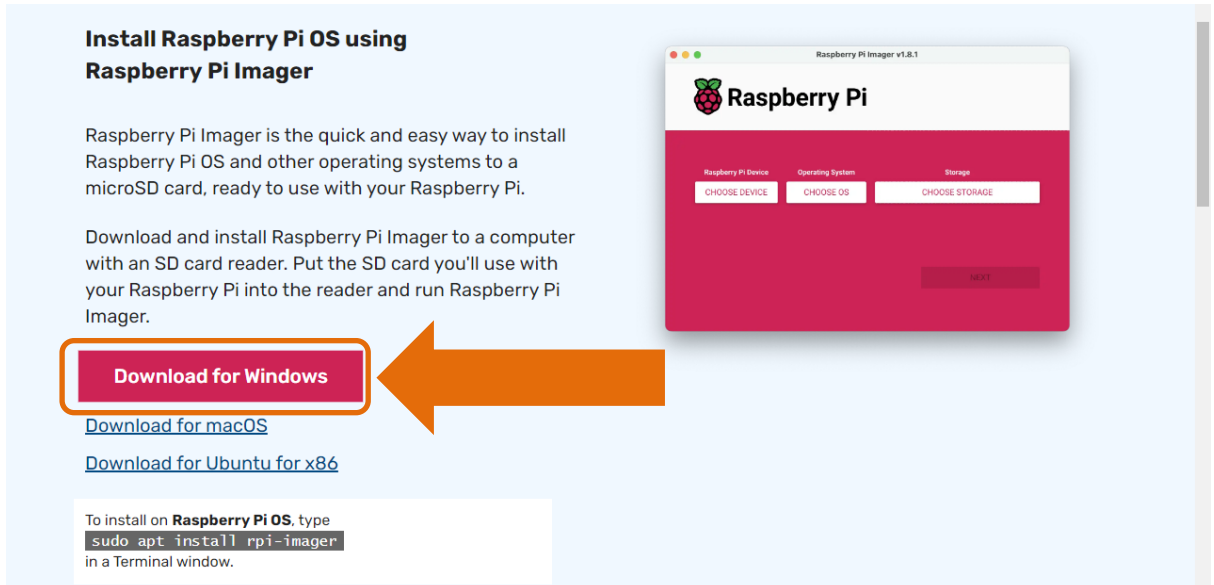 Install Raspberry Pi OS using
Raspberry Pi Imager
Raspberry Pi Imager is the quick and easy way to install
Raspberry Pi OS and other operating systems to a
microSD card, ready to use with your Raspberry Pi.
Download and install Raspberry Pi Imager to a computer
with an SD card reader. Put the SD card you'll use with
your Raspberry Pi into the reader and run Raspberry Pi
Imager.
Download for Windows
Download for macOS
Download for Ubuntu for x86
To install on Raspberry Pi OS, type
sudo apt install rpi-imager
in a Terminal window.
Raspberry Pi Imager v1.8.1
Raspberry Pi
Raspberry Pi Device Operating System Storage
CHOOSE DEVICE CHOOSE OS CHOOSE STORAGE
NEXT